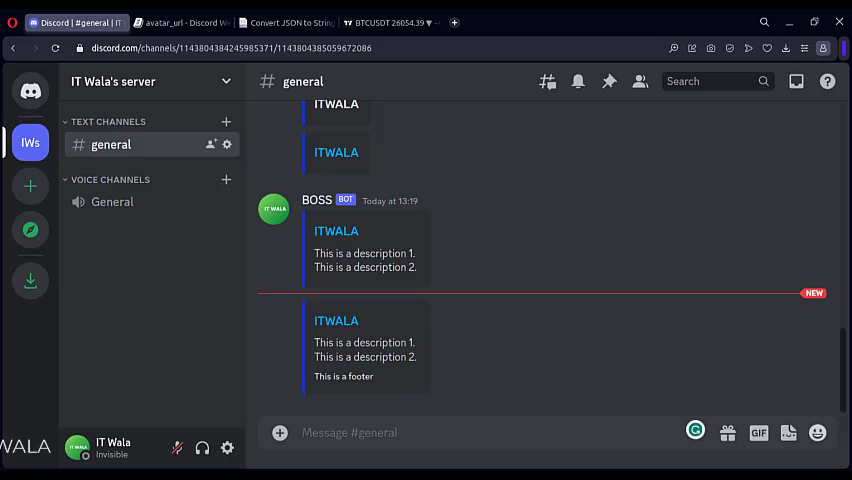 Discord | #general |
avatar_url - Discord We
Convert JSON to String
BTCUSDT 26054.39 ▼
discord.com/channels/1143804384245985371/1143804385059672086
IT Wala's server
general
Search
TEXT CHANNELS
general
VOICE CHANNELS
General
IWs
ITWALA
ITWALA
IT WALA
BOSS BOT Today at 13:19
ITWALA
This is a description 1.
This is a description 2.
NEW
ITWALA
This is a description 1.
This is a description 2.
This is a footer
Message #general
GIF
IT Wala
Invisible
WALA